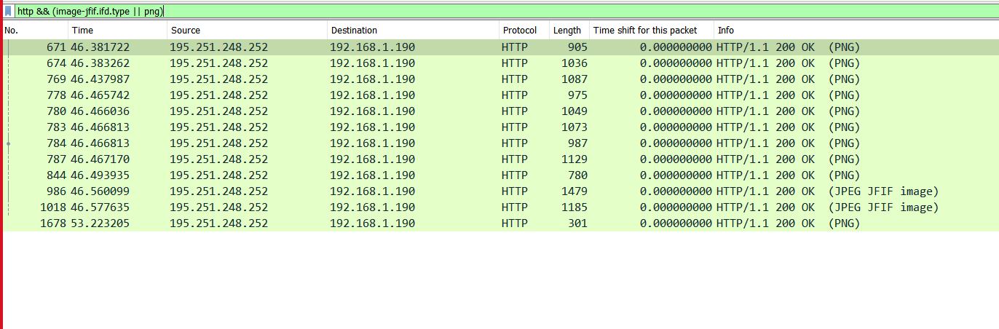 http && (image-jfif.ifd.type || png)
No. Time Source Destination Protocol Length Time shift for this packet Info
671 46.381722 195.251.248.252 192.168.1.190 HTTP 905 0.000000000 HTTP/1.1 200 OK (PNG)
674 46.383262 195.251.248.252 192.168.1.190 HTTP 1036 0.000000000 HTTP/1.1 200 OK (PNG)
769 46.437987 195.251.248.252 192.168.1.190 HTTP 1087 0.000000000 HTTP/1.1 200 OK (PNG)
778 46.465742 195.251.248.252 192.168.1.190 HTTP 975 0.000000000 HTTP/1.1 200 OK (PNG)
780 46.466036 195.251.248.252 192.168.1.190 HTTP 1049 0.000000000 HTTP/1.1 200 OK (PNG)
783 46.466813 195.251.248.252 192.168.1.190 HTTP 1073 0.000000000 HTTP/1.1 200 OK (PNG)
784 46.466813 195.251.248.252 192.168.1.190 HTTP 987 0.000000000 HTTP/1.1 200 OK (PNG)
787 46.467170 195.251.248.252 192.168.1.190 HTTP 1129 0.000000000 HTTP/1.1 200 OK (PNG)
844 46.493935 195.251.248.252 192.168.1.190 HTTP 780 0.000000000 HTTP/1.1 200 OK (PNG)
986 46.560099 195.251.248.252 192.168.1.190 HTTP 1479 0.000000000 HTTP/1.1 200 OK (JPEG JFIF image)
1018 46.577635 195.251.248.252 192.168.1.190 HTTP 1185 0.000000000 HTTP/1.1 200 OK (JPEG JFIF image)
1678 53.223205 195.251.248.252 192.168.1.190 HTTP 301 0.000000000 HTTP/1.1 200 OK (PNG)